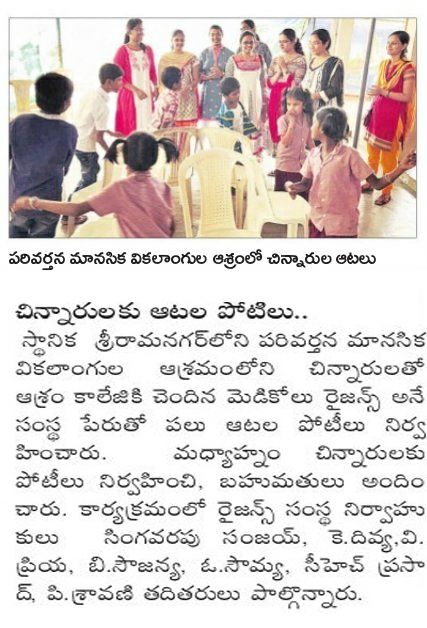 పరివర్తన మానసిక వికలాంగుల ఆశ్రంలో చిన్నారుల ఆటలు
చిన్నారులకు ఆటల పోటీలు..
స్థానిక శ్రీరామనగర్‌లోని పరివర్తన మానసిక
వికలాంగుల ఆశ్రమంలోని చిన్నారులతో
ఆశ్రం కాలేజికి చెందిన మెడికోలు రైజన్స్ అనే
సంస్థ పేరుతో పలు ఆటల పోటీలు నిర్వ
హించారు. మధ్యాహ్నం చిన్నారులకు
పోటీలు నిర్వహించి, బహుమతులు అందిం
చారు. కార్యక్రమంలో రైజన్స్ సంస్థ నిర్వాహ
కులు సింగవరపు సంజయ్, కె.దివ్య,వి.
ప్రియ, బి.సౌజన్య, ఓ.సౌమ్య, సీహెచ్ ప్రసా
ద్, పి.శ్రావణి తదితరులు పాల్గొన్నారు.